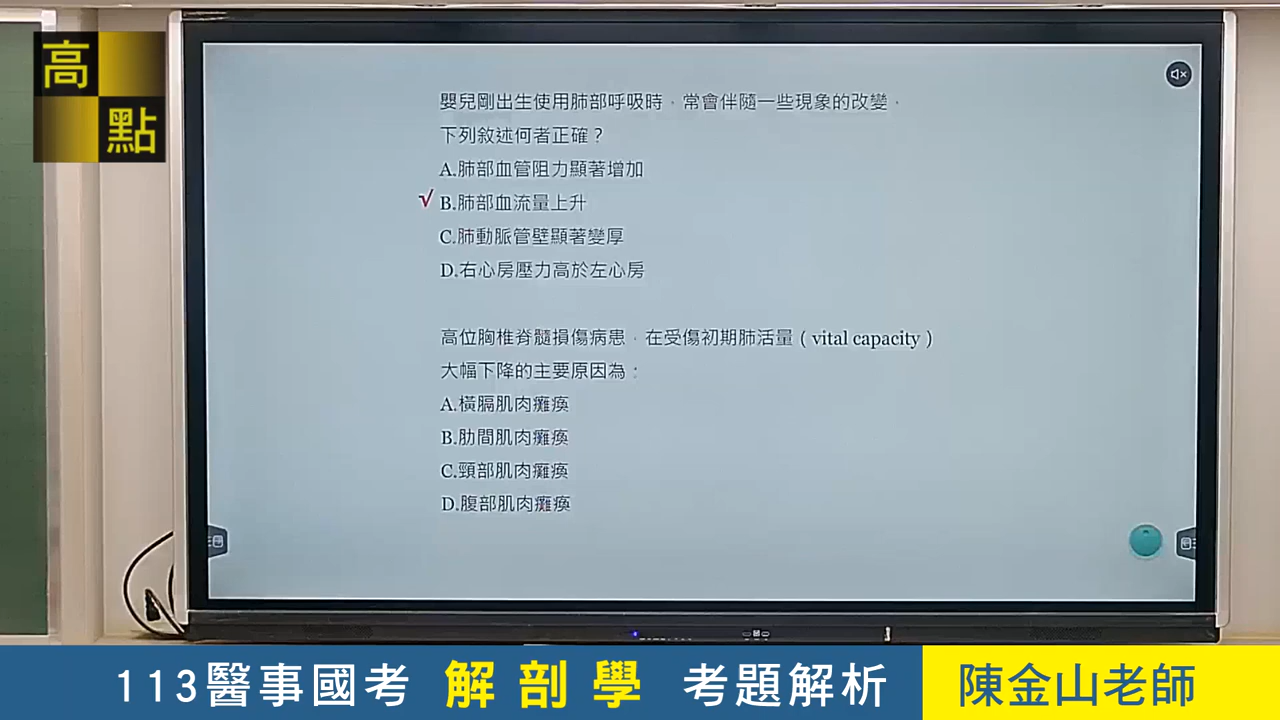 高
點
嬰兒剛出生使用肺部呼吸時，常會伴隨一些現象的改變，
下列敘述何者正確？
A.肺部血管阻力顯著增加
√ B.肺部血流量上升
C.肺動脈管壁顯著變厚
D.右心房壓力高於左心房
高位胸椎脊髓損傷病患，在受傷初期肺活量（vital capacity）
大幅下降的主要原因為：
A.橫膈肌肉癱瘓
B.肋間肌肉癱瘓
C.頸部肌肉癱瘓
D.腹部肌肉癱瘓
113醫事國考 解剖學 考題解析 陳金山老師